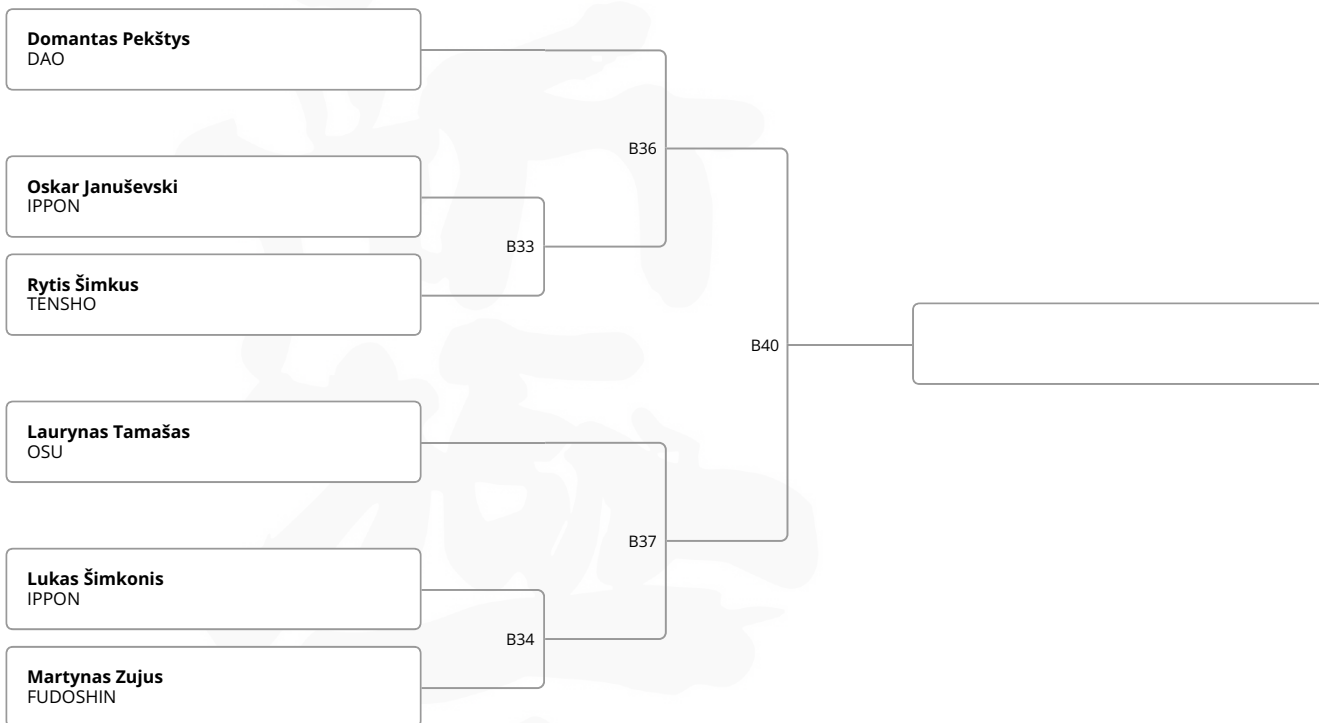 Domantas Pekštys
DAO
B36
Oskar Januševski
IPPON
B33
Rytis Šimkus
TENSHO
B40
Laurynas Tamašas
OSU
B37
Lukas Šimkonis
IPPON
B34
Martynas Zujus
FUDOSHIN